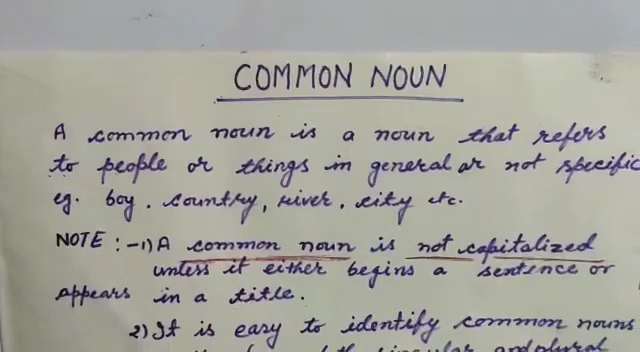 COMMON NOUN
A common noun is a noun that refers
to people or things in general or not specific
eg. boy, country, river, city etc.
NOTE :-1) A common noun is not capitalized
unless it either begins a sentence or
appears in a title.
2) It is easy to identify common nouns